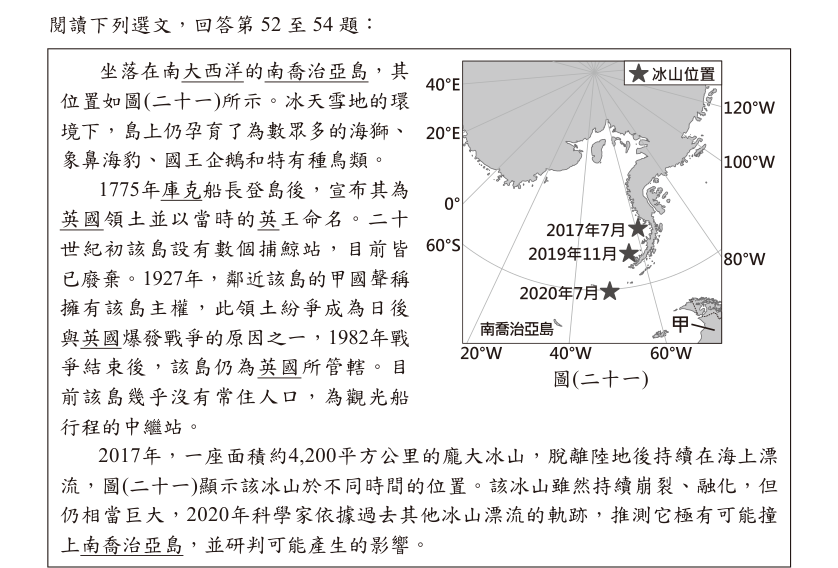 閱讀下列選文，回答第 52 至 54 題：
坐落在南大西洋的南喬治亞島，其
位置如圖(二十一)所示。冰天雪地的環
境下，島上仍孕育了為數眾多的海獅、
象鼻海豹、國王企鵝和特有種鳥類。
1775年庫克船長登島後，宣布其為
英國領土並以當時的英王命名。二十
世紀初該島設有數個捕鯨站，目前皆
已廢棄。1927年，鄰近該島的甲國聲稱
擁有該島主權，此領土紛爭成為日後
與英國爆發戰爭的原因之一，1982年戰
爭結束後，該島仍為英國所管轄。目
前該島幾乎沒有常住人口，為觀光船
行程的中繼站。
★冰山位置
40°E
120°W
20°E
100°W
0°
2017年7月
60°S
2019年11月
80°W
2020年7月
甲
南喬治亞島
20°W
40°W
60°W
圖(二十一)
2017年，一座面積約4,200平方公里的龐大冰山，脫離陸地後持續在海上漂
流，圖(二十一)顯示該冰山於不同時間的位置。該冰山雖然持續崩裂、融化，但
仍相當巨大，2020年科學家依據過去其他冰山漂流的軌跡，推測它極有可能撞
上南喬治亞島，並研判可能產生的影響。